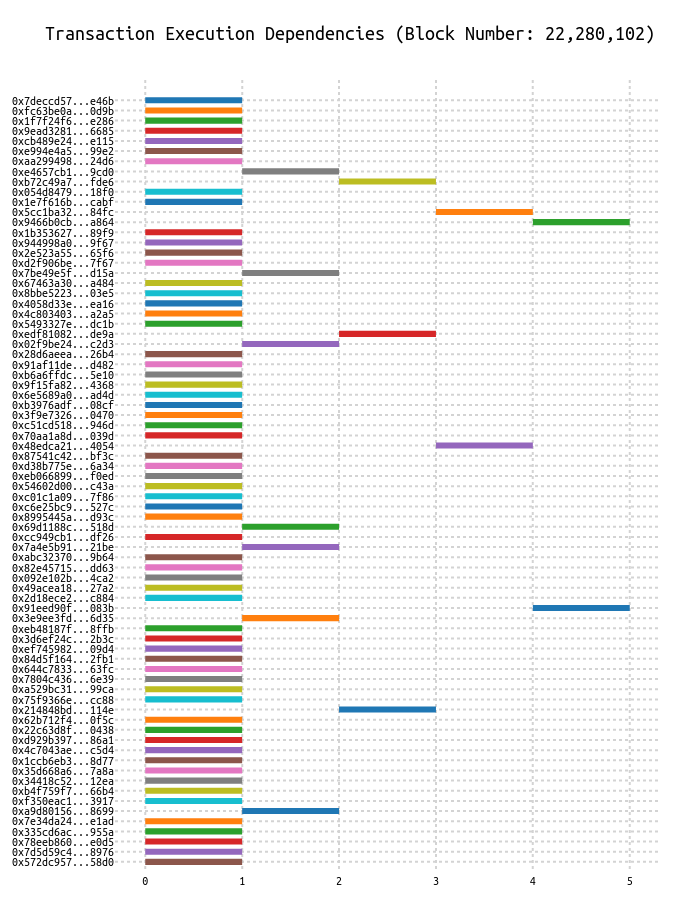 Transaction Execution Dependencies (Block Number: 22,280,102)
0x7deccd57...e46b
0xfc63be0a...0d9b
0x1f7f24f6...e286
0x9ead3281...6685
0xcb489e24...e115
0xe994e4a5...99e2
0xaa299498...24d6
0xe4657cb1...9cd0
0xb72c49a7...fde6
0x054d8479...18f0
0x1e7f616b...cabf
0x5cc1ba32...84fc
0x9466b0cb...a864
0x1b353627...89f9
0x944998a0...9f67
0x2e523a55...65f6
0xd2f906be...7f67
0x7be49e5f...d15a
0x67463a30...a484
0x8bbe5223...03e5
0x4058d33e...ea16
0x4c803403...a2a5
0x5493327e...dc1b
0xedf81082...de9a
0x02f9be24...c2d3
0x28d6aeea...26b4
0x91af11de...d482
0xb6a6ffdc...5e10
0x9f15fa82...4368
0x6e5689a0...ad4d
0xb3976adf...08cf
0x3f9e7326...0470
0xc51cd518...946d
0x70aa1a8d...039d
0x48edca21...4054
0x87541c42...bf3c
0xd38b775e...6a34
0xeb066899...f0ed
0x54602d00...c43a
0xc01c1a09...7f86
0xc6e25bc9...527c
0x8995445a...d93c
0x69d1188c...518d
0xcc949cb1...df26
0x7a4e5b91...21be
0xabc32370...9b64
0x82e45715...dd63
0x092e102b...4ca2
0x49acea18...27a2
0x2d18ece2...c884
0x91eed90f...083b
0x3e9ee3fd...6d35
0xeb48187f...8ffb
0x3d6ef24c...2b3c
0xef745982...09d4
0x84d5f164...2fb1
0x644c7833...63fc
0x7804c436...6e39
0xa529bc31...99ca
0x75f9366e...cc88
0x214848bd...114e
0x62b712f4...0f5c
0x22c63d8f...0438
0xd929b397...86a1
0x4c7043ae...c5d4
0x1ccb6eb3...8d77
0x35d668a6...7a8a
0x34418c52...12ea
0xb4f759f7...66b4
0xf350eac1...3917
0xa9d80156...8699
0x7e34da24...e1ad
0x335cd6ac...955a
0x78eeb860...e0d5
0x7d5d59c4...8976
0x572dc957...58d0
0 1 2 3 4 5